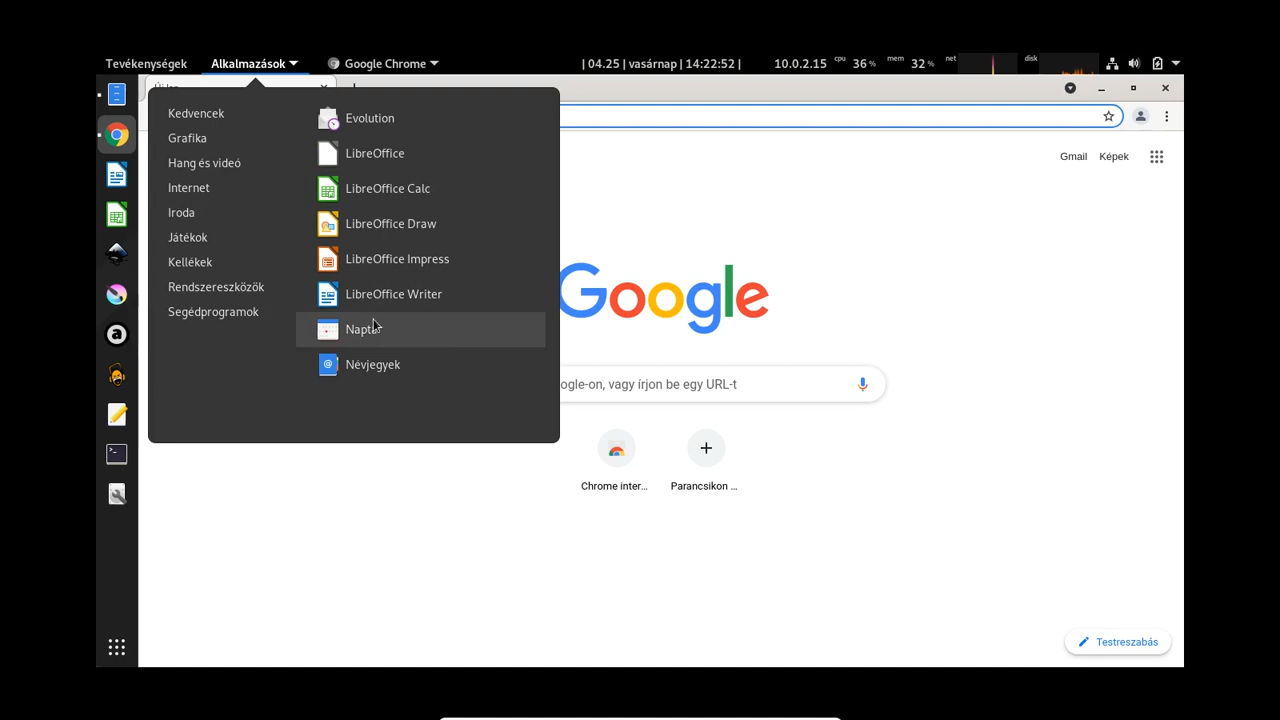 Tevékenységek Alkalmazások Google Chrome | 04.25 | vasárnap | 14:22:52 | 10.0.2.15 cpu 36 % mem 32 % net disk
Kedvencek
Grafika
Hang és videó
Internet
Iroda
Játékok
Kellékek
Rendszereszközök
Segédprogramok
Evolution
LibreOffice
LibreOffice Calc
LibreOffice Draw
LibreOffice Impress
LibreOffice Writer
Naptár
Névjegyek
Gmail Képek
Google
ogle-on, vagy írjon be egy URL-t
Chrome inter... Parancsikon ...
Testreszabás